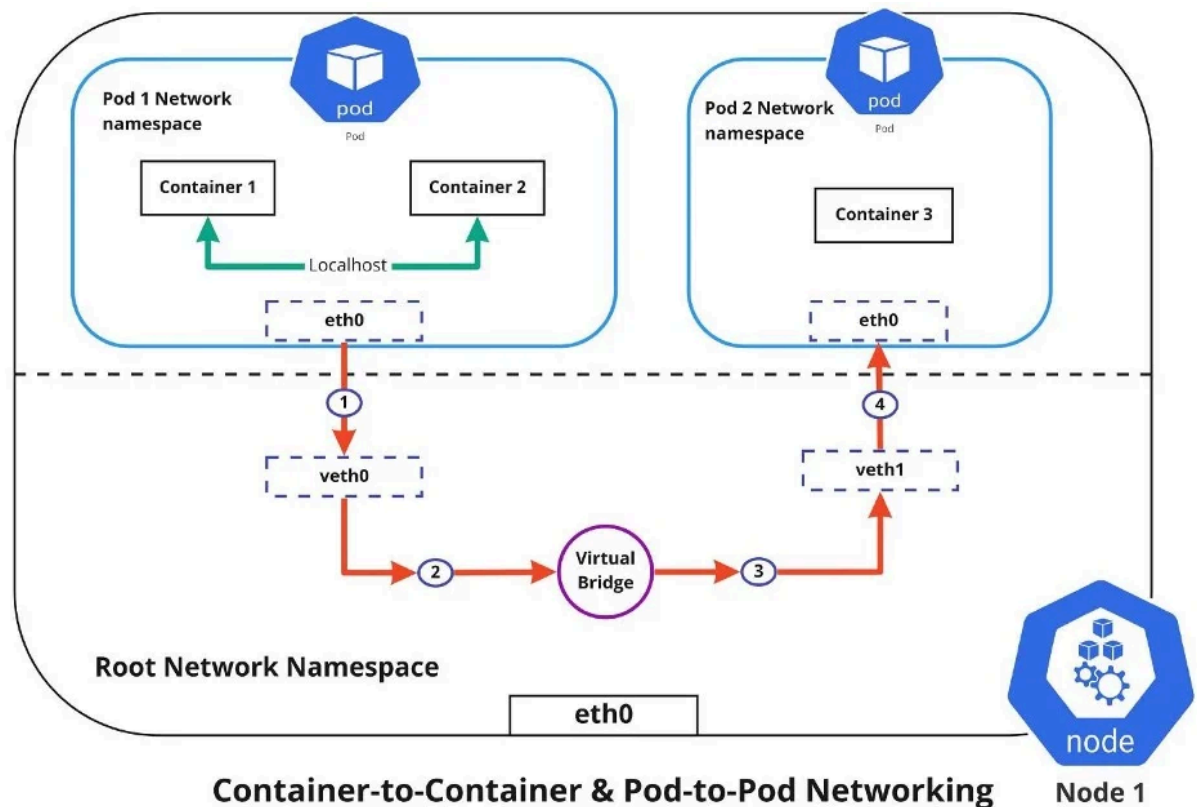 pod
Pod
Pod 1 Network
namespace
Container 1
Container 2
Localhost
eth0
pod
Pod
Pod 2 Network
namespace
Container 3
eth0
1
4
veth0
veth1
2
Virtual
Bridge
3
Root Network Namespace
eth0
node
Container-to-Container & Pod-to-Pod Networking
Node 1